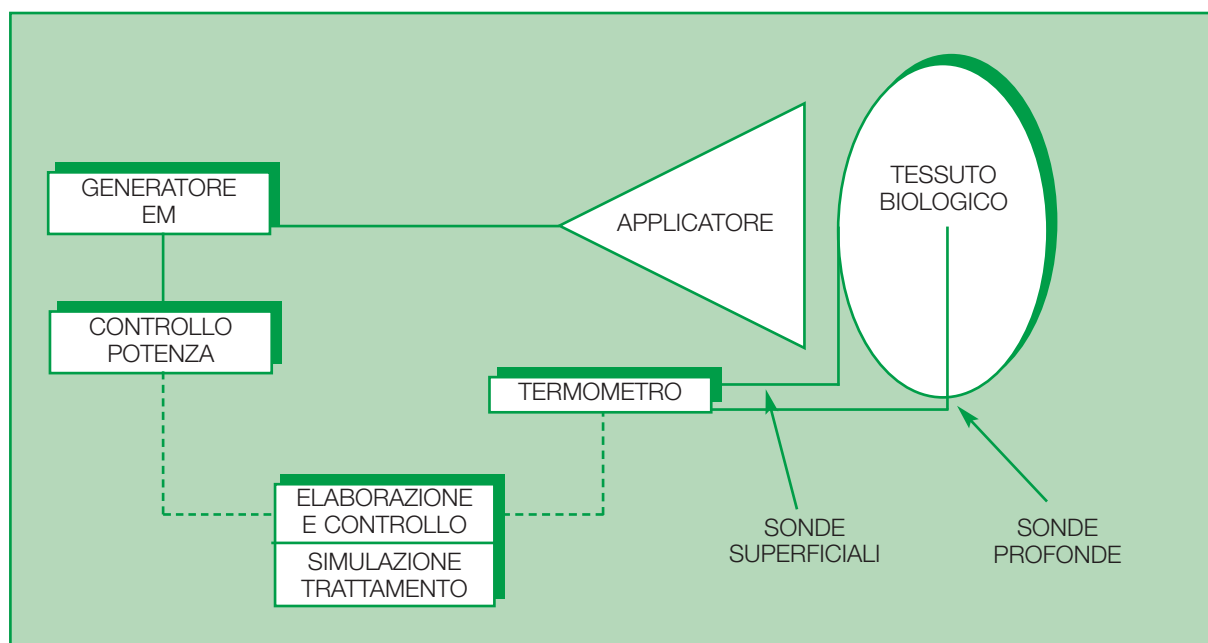 GENERATORE
EM
APPLICATORE
TESSUTO
BIOLOGICO
CONTROLLO
POTENZA
TERMOMETRO
ELABORAZIONE
E CONTROLLO
SIMULAZIONE
TRATTAMENTO
SONDE
SUPERFICIALI
SONDE
PROFONDE